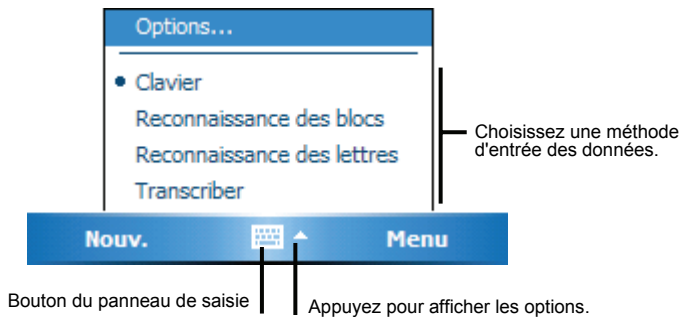 Options...
Clavier
Reconnaissance des blocs
Reconnaissance des lettres
Transcriber
Choisissez une méthode
d'entrée des données.
Nouv. Menu
Bouton du panneau de saisie
Appuyez pour afficher les options.